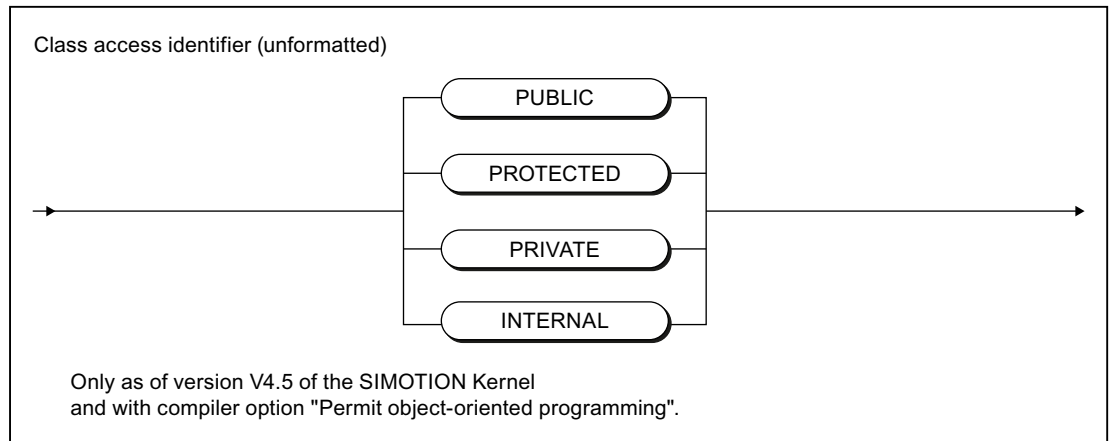 Class access identifier (unformatted)
PUBLIC
PROTECTED
PRIVATE
INTERNAL
Only as of version V4.5 of the SIMOTION Kernel
and with compiler option "Permit object-oriented programming".